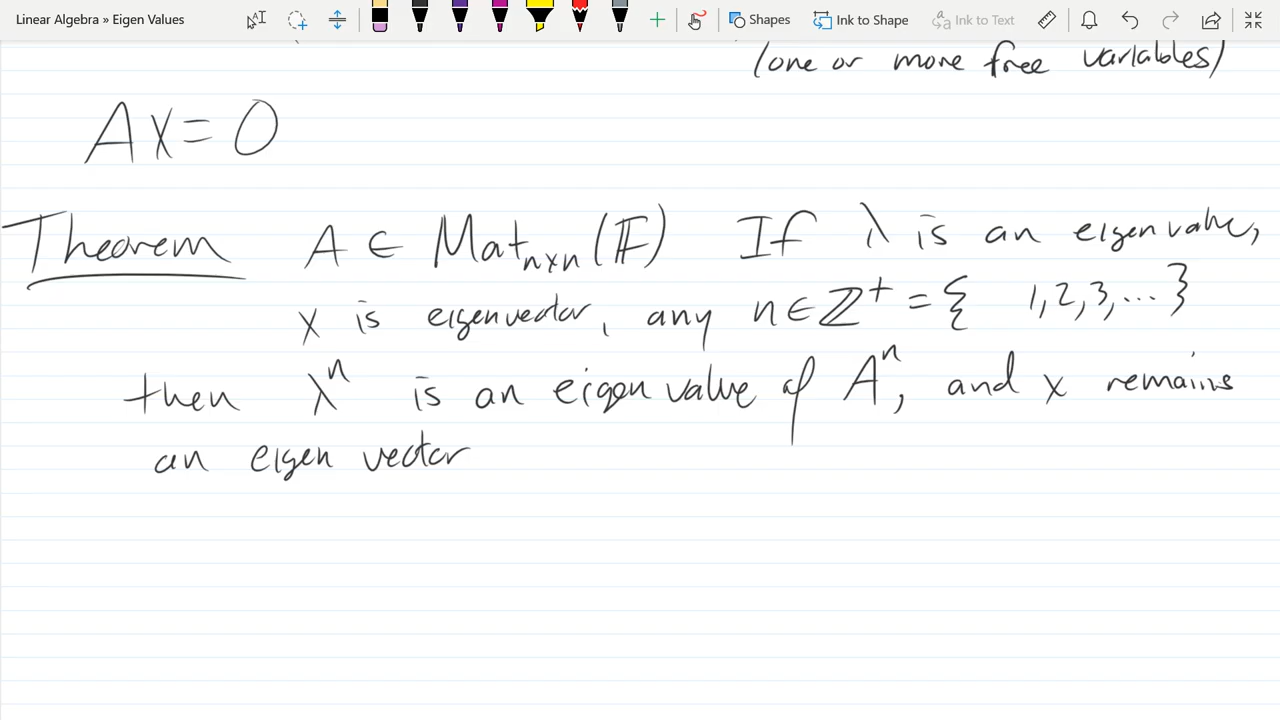 Linear Algebra » Eigen Values
Shapes Ink to Shape Ink to Text
(one or more free variables)
Ax = 0
Theorem A ∈ Matₙₓₙ(𝔽) If λ is an eigenvalue,
x is eigenvector, any n ∈ ℤ⁺ = { 1,2,3,... }
then λⁿ is an eigen value of Aⁿ, and x remains
an eigen vector